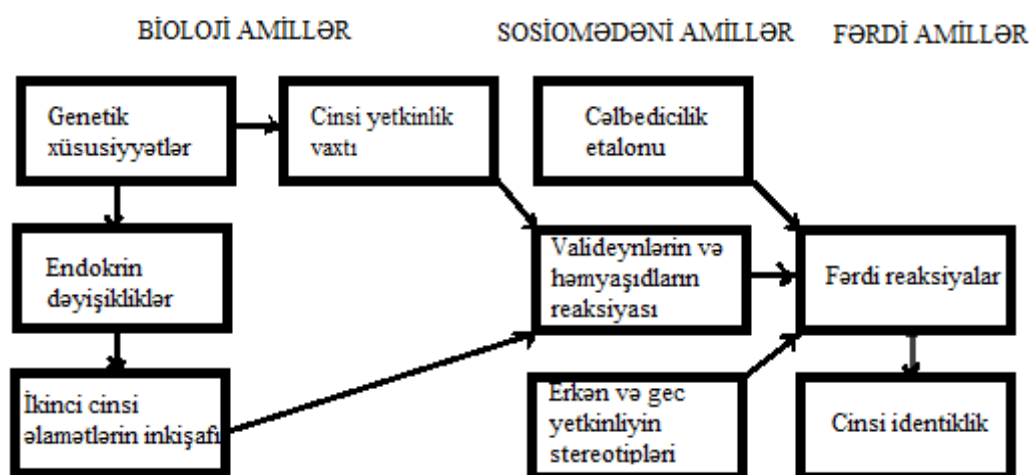 BİOLOJİ AMİLLƏR
SOSİOMƏDƏNİ AMİLLƏR
FƏRDİ AMİLLƏR
Genetik
xüsusiyyətlər
Cinsi yetkinlik
vaxtı
Cəlbedicilik
etalonu
Endokrin
dəyişikliklər
Valideynlərin və
həmyaşıdların
reaksiyası
Fərdi reaksiyalar
İkinci cinsi
əlamətlərin inkişafı
Erkən və gec
yetkinliyin
stereotipləri
Cinsi identiklik